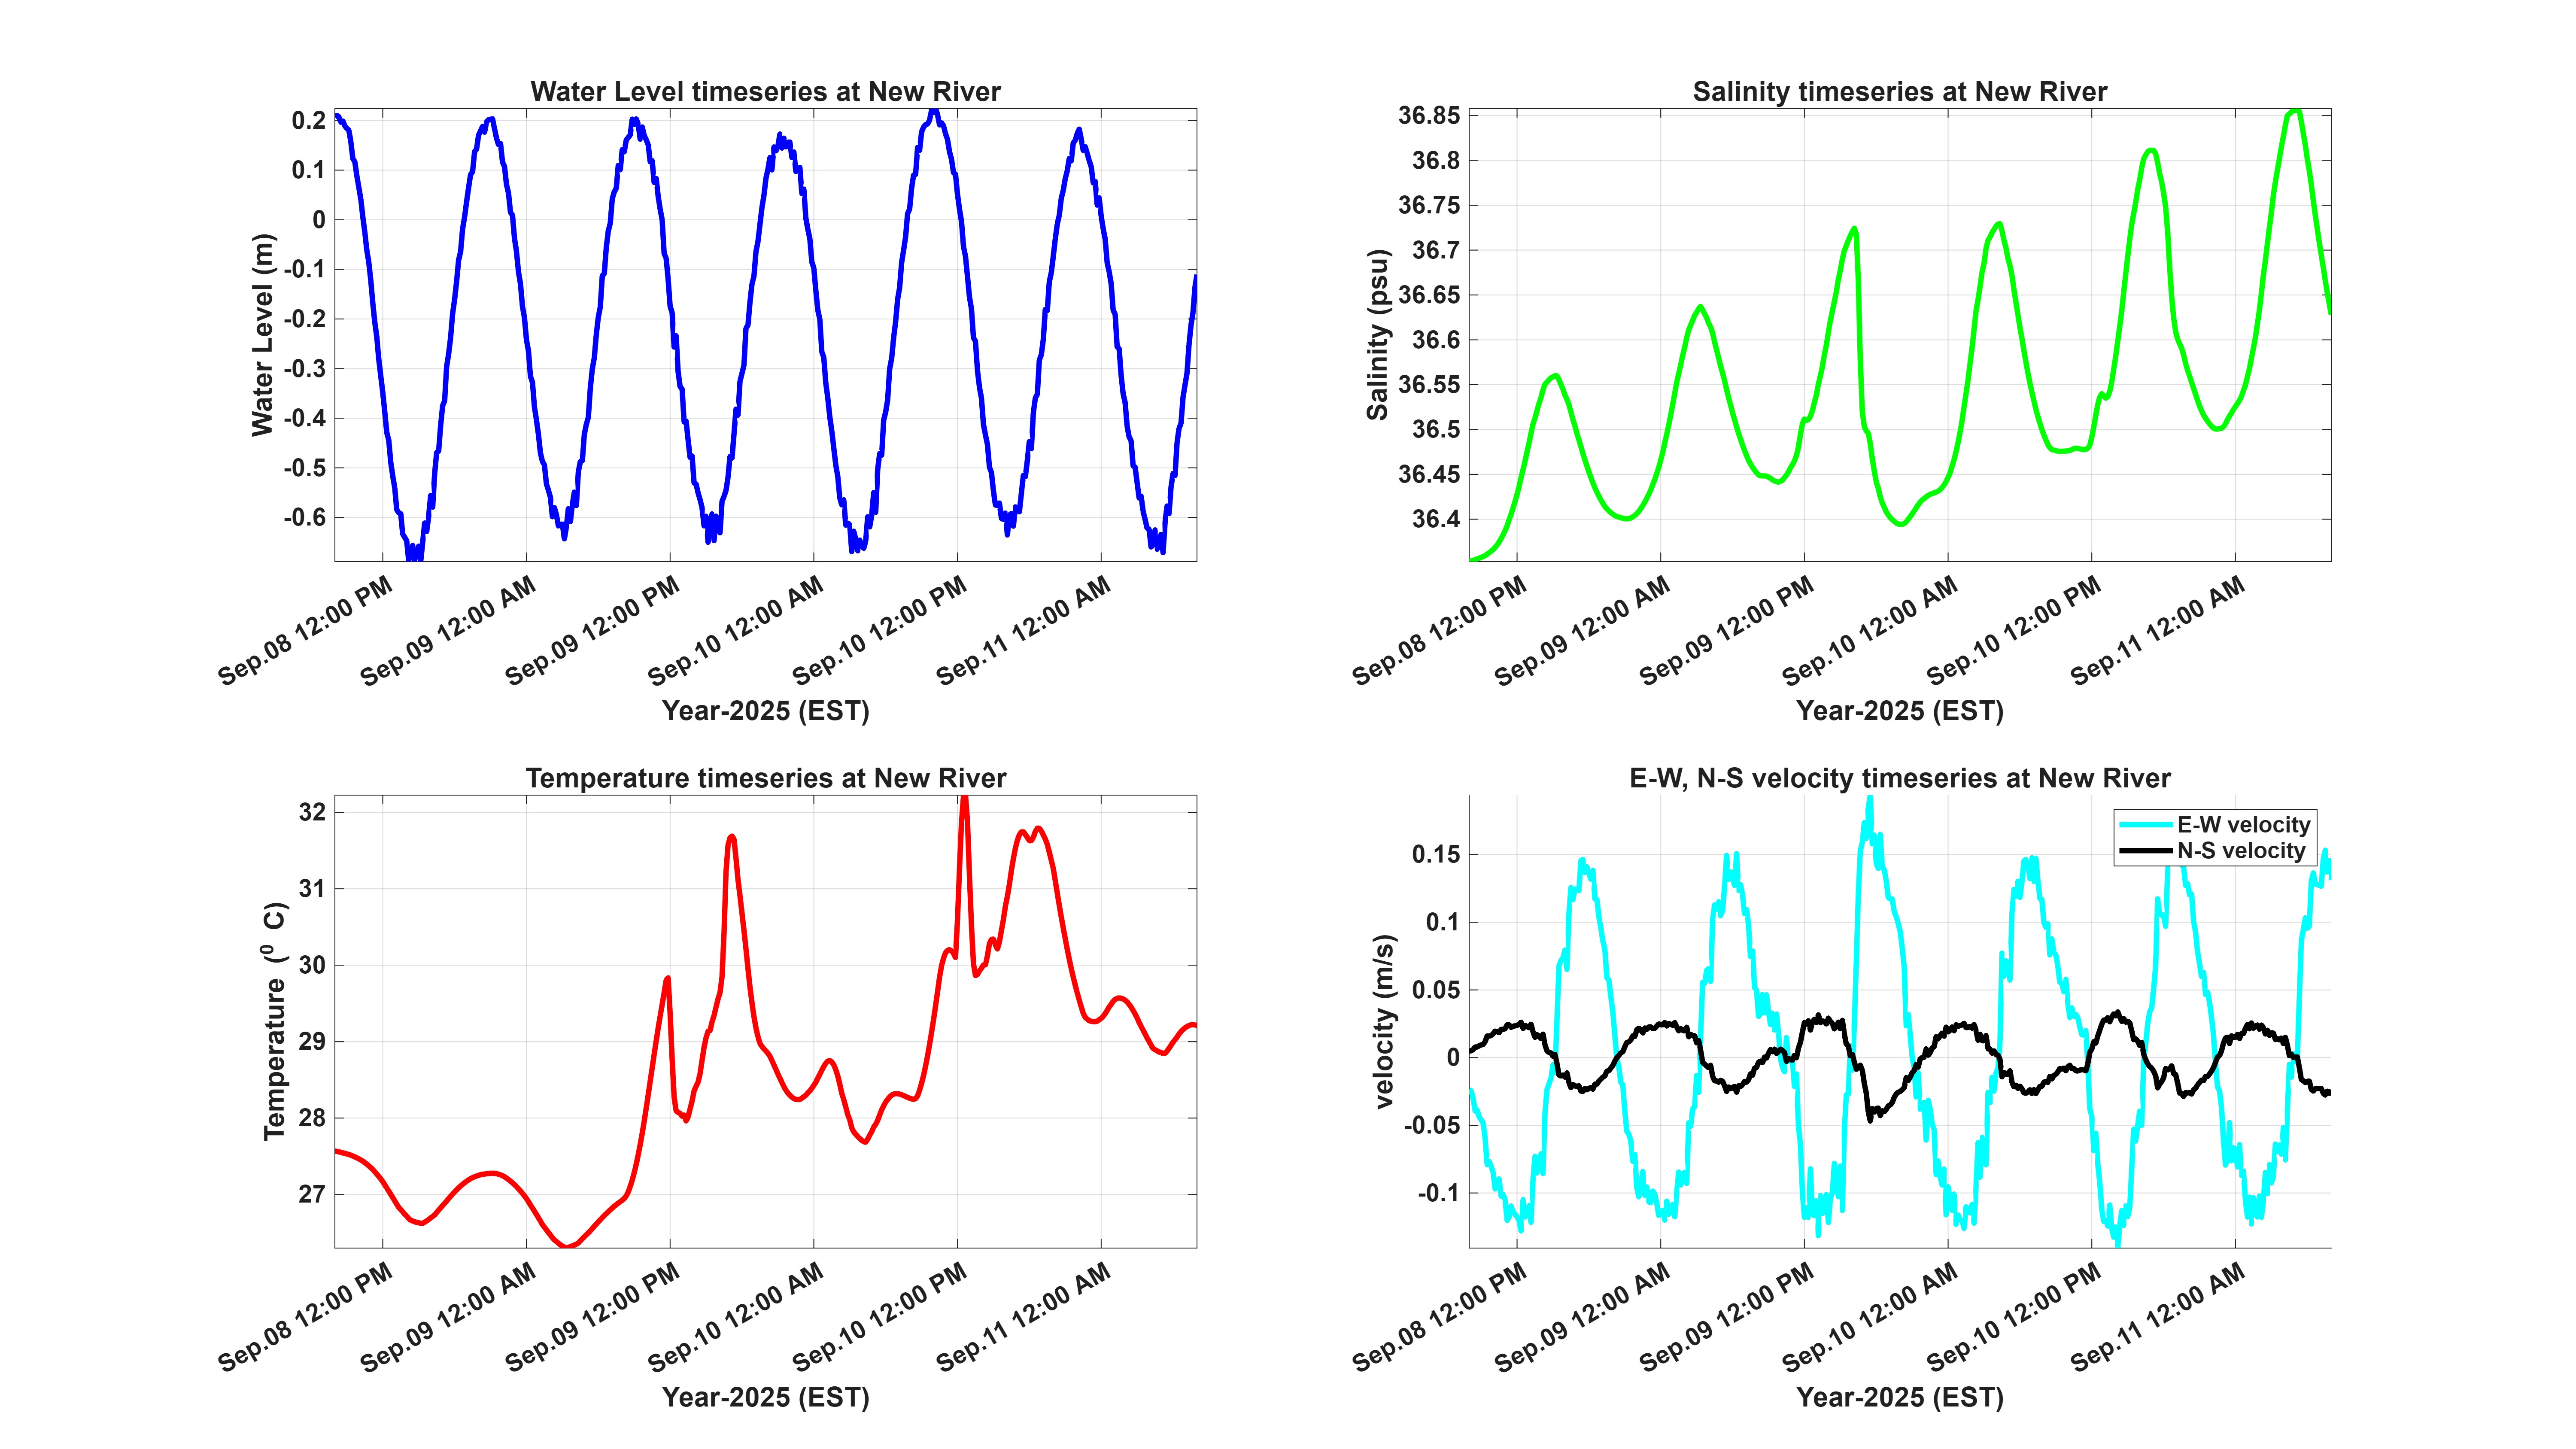 Water Level timeseries at New River
Water Level (m)
0.2
0.1
0
-0.1
-0.2
-0.3
-0.4
-0.5
-0.6
Sep.08 12:00 PM
Sep.09 12:00 AM
Sep.09 12:00 PM
Sep.10 12:00 AM
Sep.10 12:00 PM
Sep.11 12:00 AM
Year-2025 (EST)
Salinity timeseries at New River
Salinity (psu)
36.85
36.8
36.75
36.7
36.65
36.6
36.55
36.5
36.45
36.4
Sep.08 12:00 PM
Sep.09 12:00 AM
Sep.09 12:00 PM
Sep.10 12:00 AM
Sep.10 12:00 PM
Sep.11 12:00 AM
Year-2025 (EST)
Temperature timeseries at New River
Temperature (⁰ C)
32
31
30
29
28
27
Sep.08 12:00 PM
Sep.09 12:00 AM
Sep.09 12:00 PM
Sep.10 12:00 AM
Sep.10 12:00 PM
Sep.11 12:00 AM
Year-2025 (EST)
E-W, N-S velocity timeseries at New River
velocity (m/s)
0.15
0.1
0.05
0
-0.05
-0.1
E-W velocity
N-S velocity
Sep.08 12:00 PM
Sep.09 12:00 AM
Sep.09 12:00 PM
Sep.10 12:00 AM
Sep.10 12:00 PM
Sep.11 12:00 AM
Year-2025 (EST)